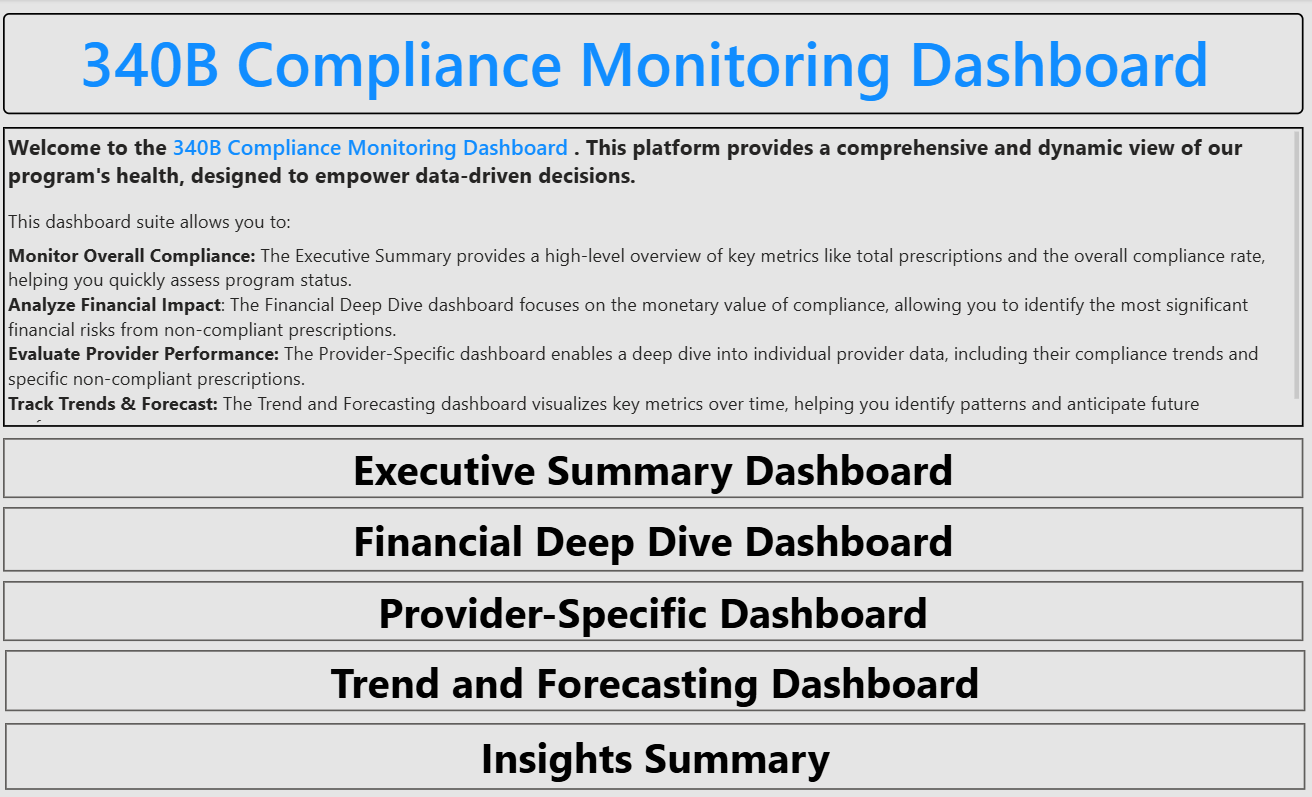 340B Compliance Monitoring Dashboard
Welcome to the 340B Compliance Monitoring Dashboard . This platform provides a comprehensive and dynamic view of our
program's health, designed to empower data-driven decisions.
This dashboard suite allows you to:
Monitor Overall Compliance: The Executive Summary provides a high-level overview of key metrics like total prescriptions and the overall compliance rate,
helping you quickly assess program status.
Analyze Financial Impact: The Financial Deep Dive dashboard focuses on the monetary value of compliance, allowing you to identify the most significant
financial risks from non-compliant prescriptions.
Evaluate Provider Performance: The Provider-Specific dashboard enables a deep dive into individual provider data, including their compliance trends and
specific non-compliant prescriptions.
Track Trends & Forecast: The Trend and Forecasting dashboard visualizes key metrics over time, helping you identify patterns and anticipate future
Executive Summary Dashboard
Financial Deep Dive Dashboard
Provider-Specific Dashboard
Trend and Forecasting Dashboard
Insights Summary